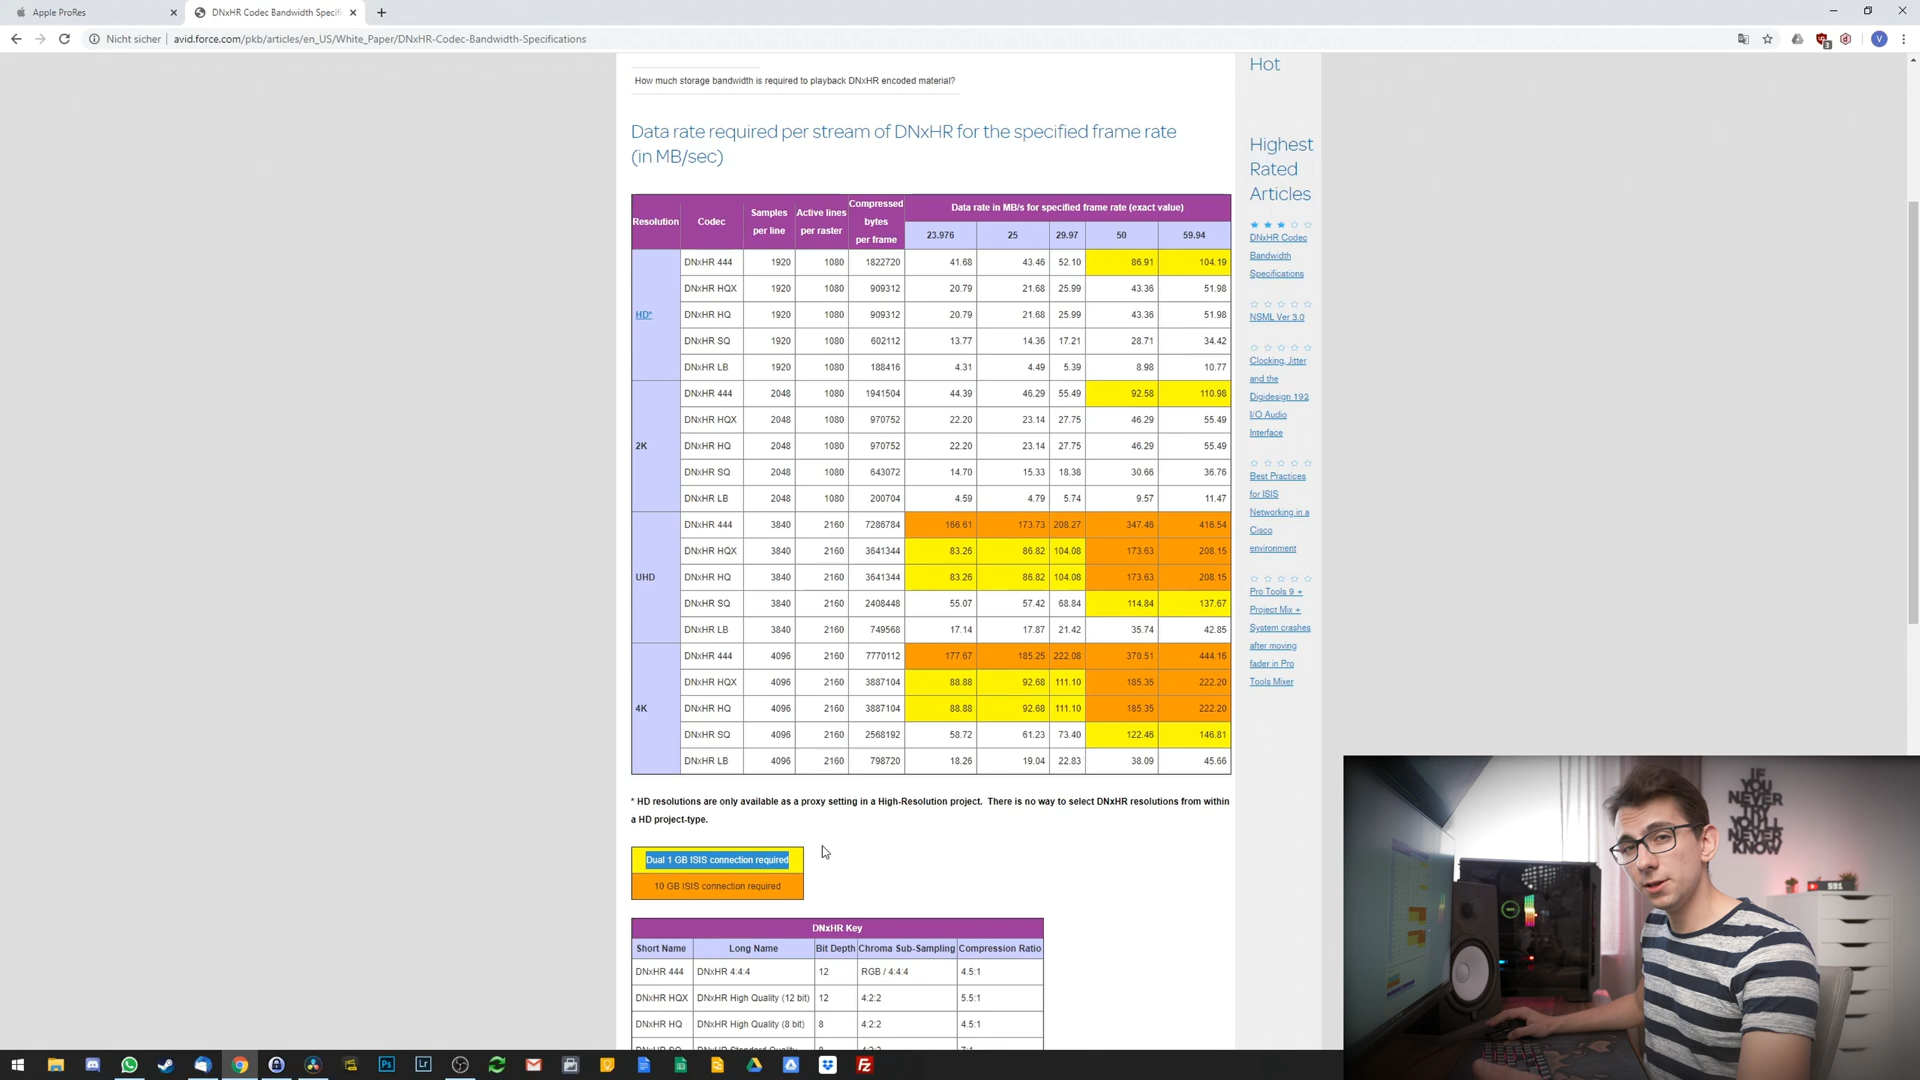 Apple ProRes
DNxHR Codec Bandwidth Specifi
Nicht sicher
avid.force.com/pkb/articles/en_US/White_Paper/DNxHR-Codec-Bandwidth-Specifications
3
V
How much storage bandwidth is required to playback DNxHR encoded material?
Data rate required per stream of DNxHR for the specified frame rate
(in MB/sec)
Resolution Codec Samples per line Active lines per raster Compressed bytes per frame Data rate in MB/s for specified frame rate (exact value)
23.976 25 29.97 50 59.94
HD*
DNxHR 444 1920 1080 1822720 41.68 43.46 52.10 86.91 104.19
DNxHR HQX 1920 1080 909312 20.79 21.68 25.99 43.36 51.98
DNxHR HQ 1920 1080 909312 20.79 21.68 25.99 43.36 51.98
DNxHR SQ 1920 1080 602112 13.77 14.36 17.21 28.71 34.42
DNxHR LB 1920 1080 188416 4.31 4.49 5.39 8.98 10.77
2K
DNxHR 444 2048 1080 1941504 44.39 46.29 55.49 92.58 110.98
DNxHR HQX 2048 1080 970752 22.20 23.14 27.75 46.29 55.49
DNxHR HQ 2048 1080 970752 22.20 23.14 27.75 46.29 55.49
DNxHR SQ 2048 1080 643072 14.70 15.33 18.38 30.66 36.76
DNxHR LB 2048 1080 200704 4.59 4.79 5.74 9.57 11.47
UHD
DNxHR 444 3840 2160 7286784 166.61 173.73 208.27 347.46 416.54
DNxHR HQX 3840 2160 3641344 83.26 86.82 104.08 173.63 208.15
DNxHR HQ 3840 2160 3641344 83.26 86.82 104.08 173.63 208.15
DNxHR SQ 3840 2160 2408448 55.07 57.42 68.84 114.84 137.67
DNxHR LB 3840 2160 749568 17.14 17.87 21.42 35.74 42.85
4K
DNxHR 444 4096 2160 7770112 177.67 185.25 222.08 370.51 444.16
DNxHR HQX 4096 2160 3887104 88.88 92.68 111.10 185.35 222.20
DNxHR HQ 4096 2160 3887104 88.88 92.68 111.10 185.35 222.20
DNxHR SQ 4096 2160 2568192 58.72 61.23 73.40 122.46 146.81
DNxHR LB 4096 2160 798720 18.26 19.04 22.83 38.09 45.66
* HD resolutions are only available as a proxy setting in a High-Resolution project. There is no way to select DNxHR resolutions from within
a HD project-type.
Dual 1 GB ISIS connection required
10 GB ISIS connection required
DNxHR Key
Short Name Long Name Bit Depth Chroma Sub-Sampling Compression Ratio
DNxHR 444 DNxHR 4:4:4 12 RGB / 4:4:4 4.5:1
DNxHR HQX DNxHR High Quality (12 bit) 12 4:2:2 5.5:1
DNxHR HQ DNxHR High Quality (8 bit) 8 4:2:2 4.5:1
Hot
Highest
Rated
Articles
DNxHR Codec
Bandwidth
Specifications
NSML Ver 3.0
Clocking, Jitter
and the
Digidesign 192
I/O Audio
Interface
Best Practices
for ISIS
Networking in a
Cisco
environment
Pro Tools 9 +
Project Mix +
System crashes
after moving
fader in Pro
Tools Mixer
IF
YOU
NEVER
TRY
YOU'LL
NEVER
KNOW
591
Ps
Lr